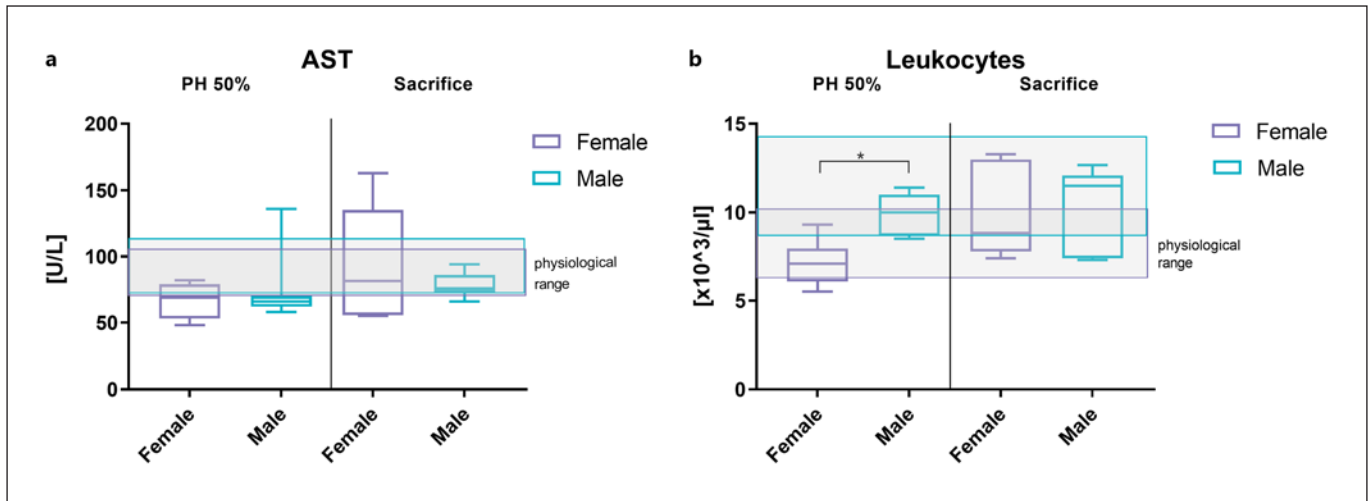 a
AST
PH 50%
Sacrifice
Female
Male
[U/L]
200
150
100
50
0
physiological
range
Female
Male
Female
Male
b
Leukocytes
PH 50%
Sacrifice
Female
Male
[x10^3/µl]
15
10
5
0
*
physiological
range
Female
Male
Female
Male